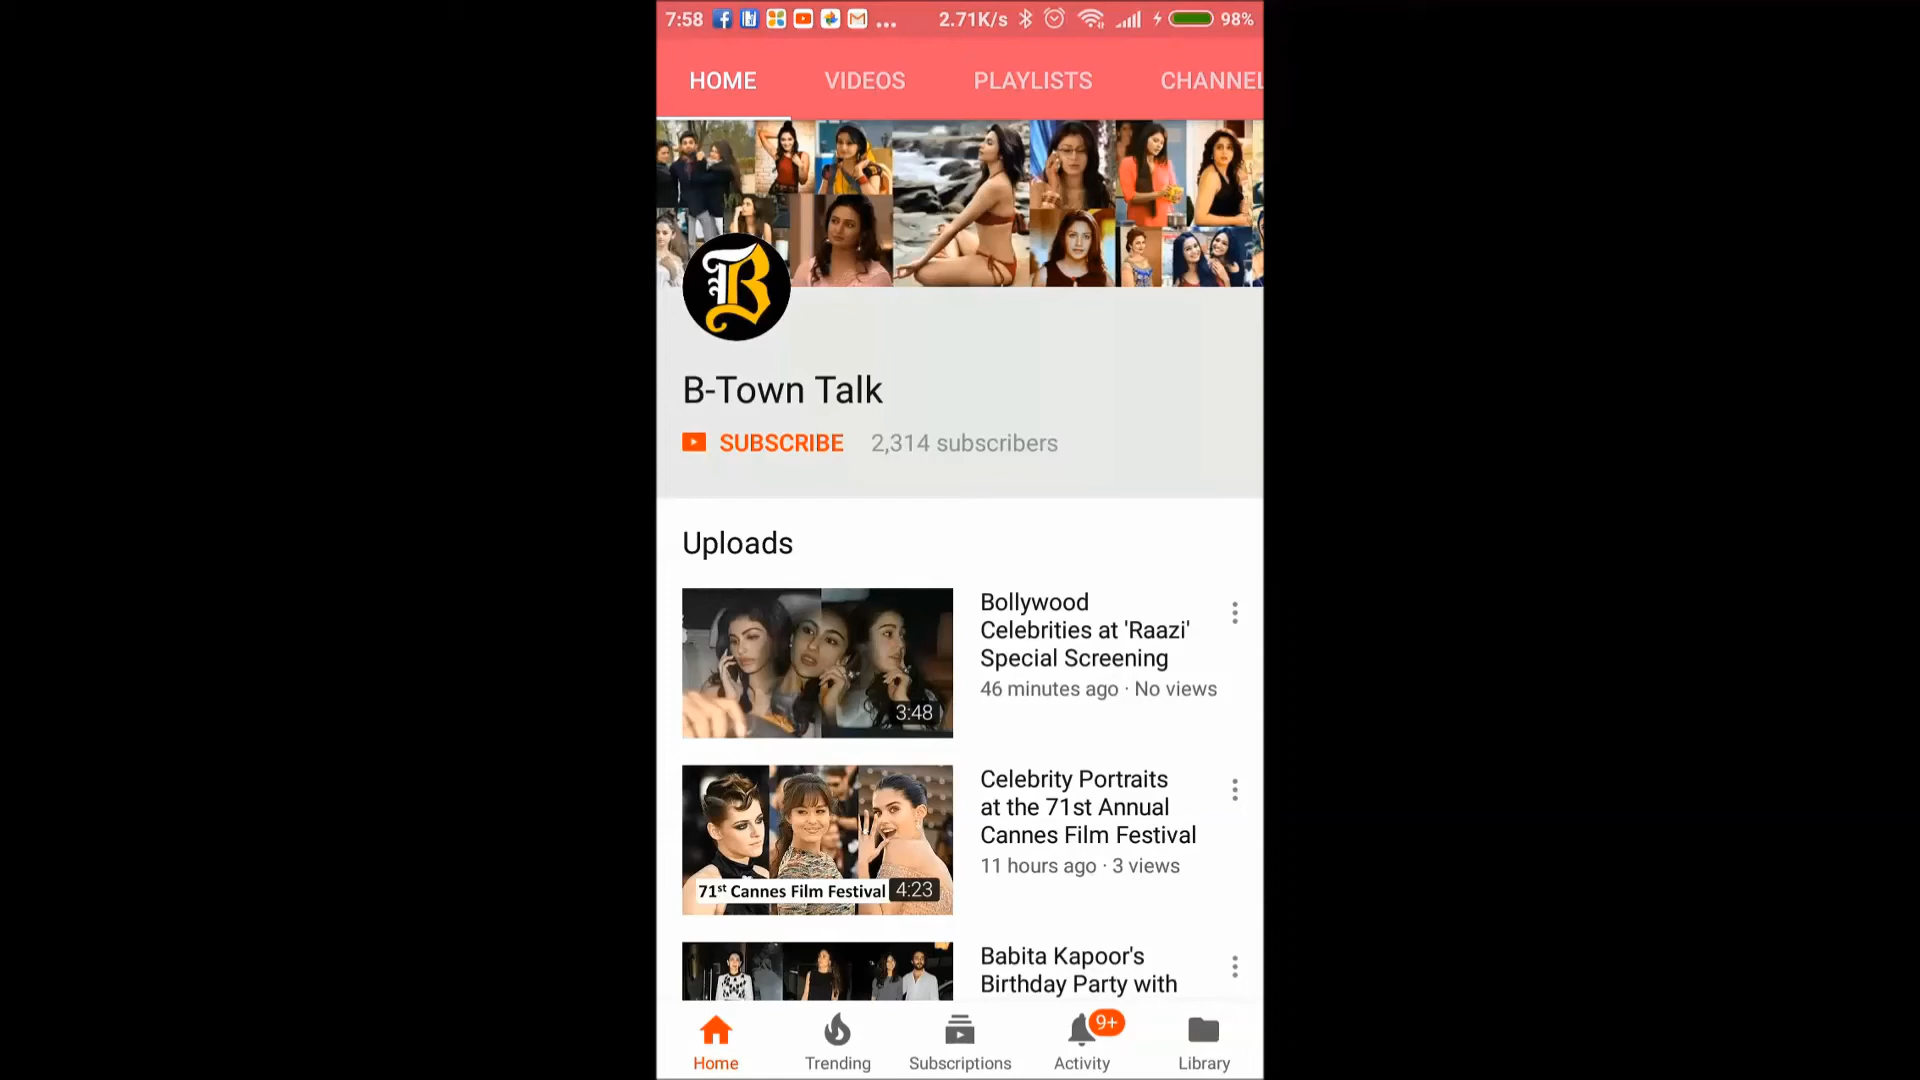 7:58 ... 2.71K/s 98%
HOME VIDEOS PLAYLISTS CHANNEL
B
B-Town Talk
SUBSCRIBE 2,314 subscribers
Uploads
Bollywood
Celebrities at 'Raazi'
Special Screening
46 minutes ago · No views
3:48
Celebrity Portraits
at the 71st Annual
Cannes Film Festival
11 hours ago · 3 views
71st Cannes Film Festival 4:23
Babita Kapoor's
Birthday Party with
9+
Home Trending Subscriptions Activity Library